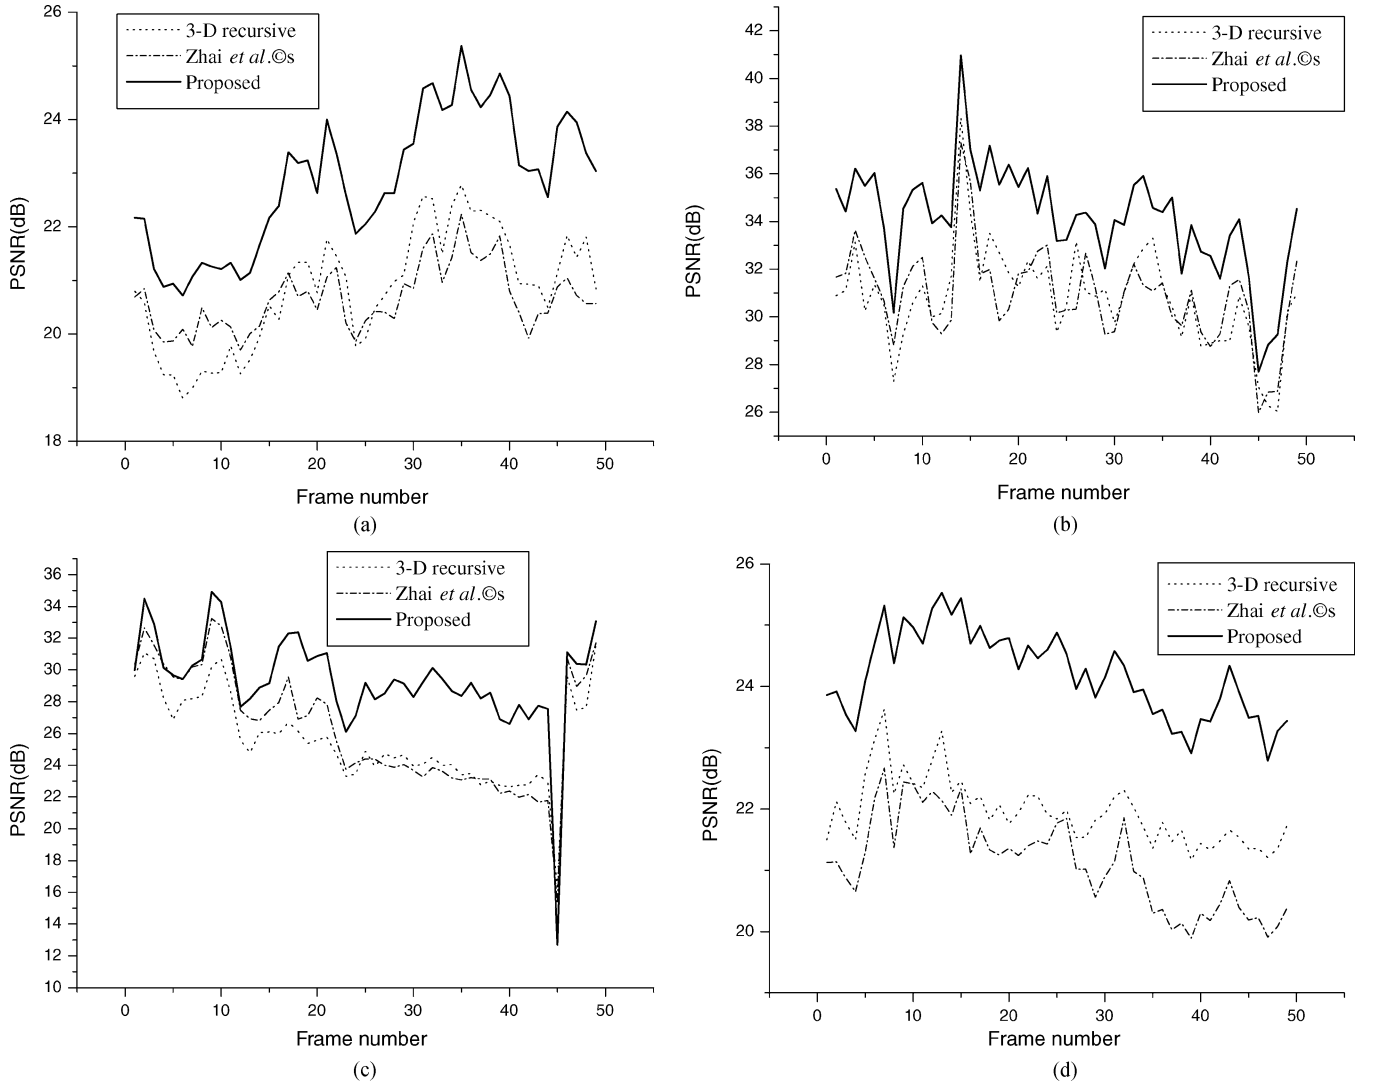 26
24
22
20
18
PSNR(dB)
3-D recursive
Zhai et al.©s
Proposed
0 10 20 30 40 50
Frame number
(a)
42
40
38
36
34
32
30
28
26
PSNR(dB)
3-D recursive
Zhai et al.©s
Proposed
0 10 20 30 40 50
Frame number
(b)
36
34
32
30
28
26
24
22
20
18
16
14
12
10
PSNR(dB)
3-D recursive
Zhai et al.©s
Proposed
0 10 20 30 40 50
Frame number
(c)
26
24
22
20
PSNR(dB)
3-D recursive
Zhai et al.©s
Proposed
0 10 20 30 40 50
Frame number
(d)